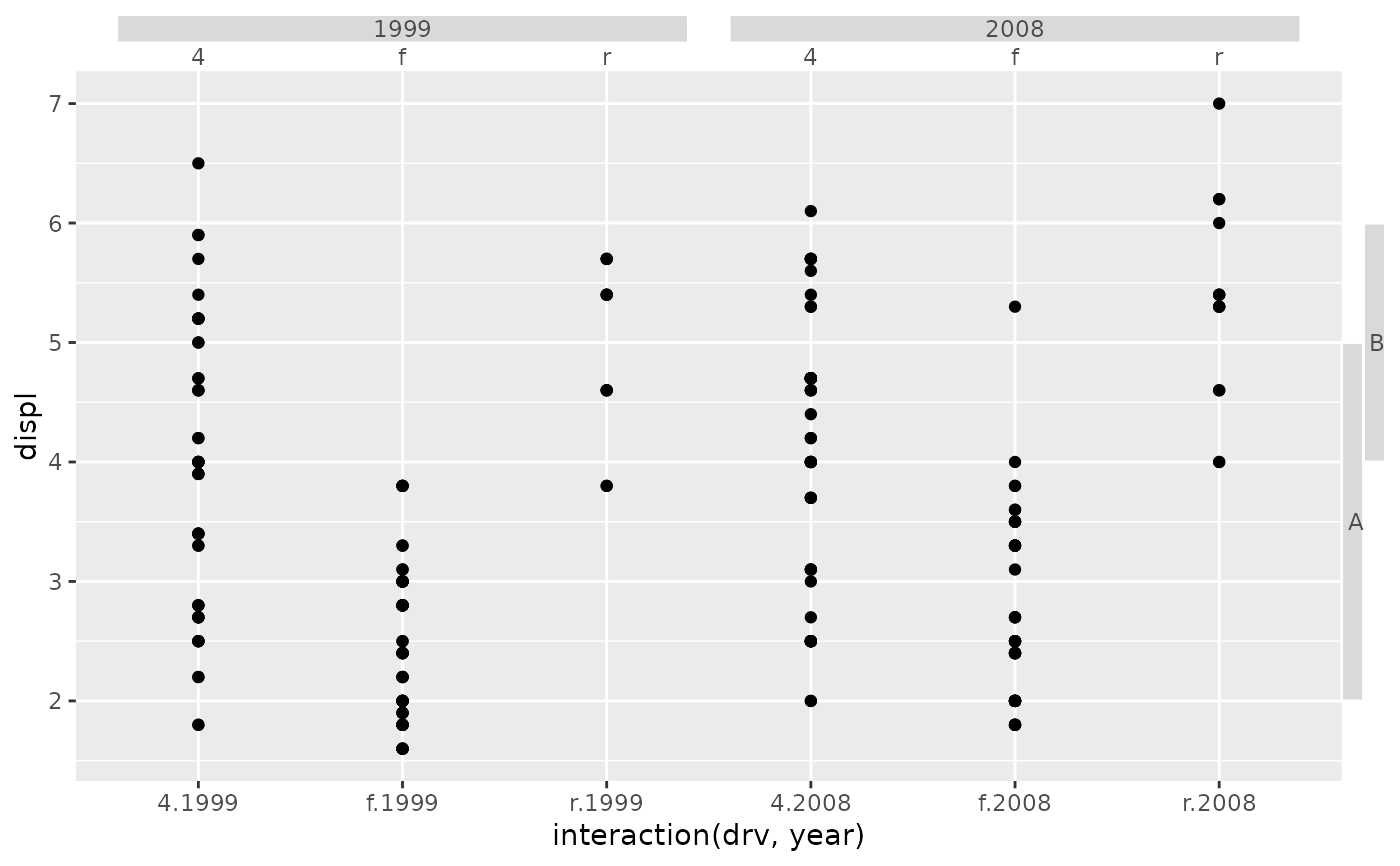 1999 2008
4 f r 4 f r
7
6
5
4
3
2
B
A
displ
4.1999 f.1999 r.1999 4.2008 f.2008 r.2008
interaction(drv, year)